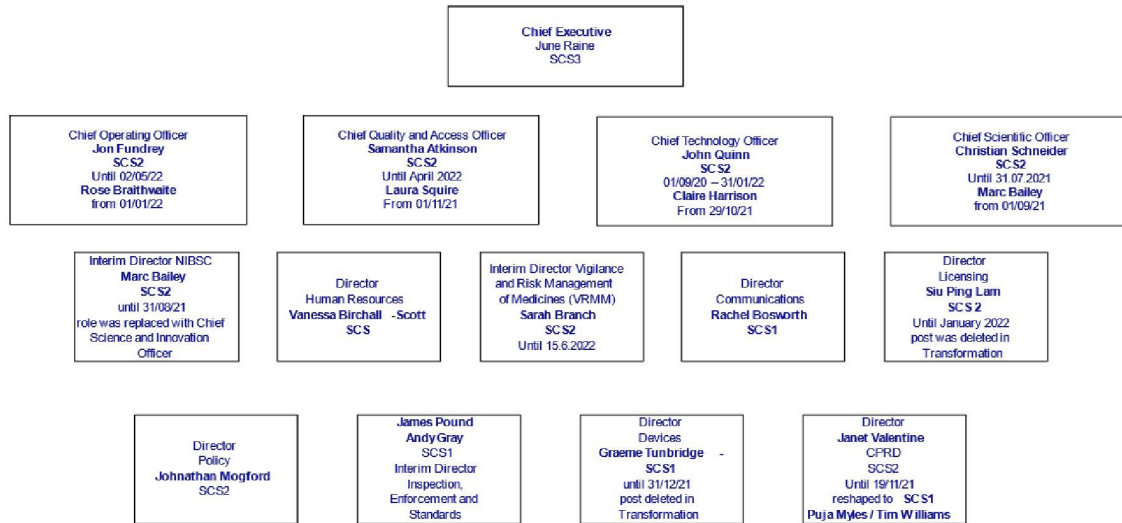 Chief Executive
June Raine
SCS3
Chief Operating Officer
Jon Fundrey
SCS2
Until 02/05/22
Rose Braithwaite
from 01/01/22
Chief Quality and Access Officer
Samantha Atkinson
SCS2
Until April 2022
Laura Squire
From 01/11/21
Chief Technology Officer
John Quinn
SCS2
01/09/20 – 31/01/22
Claire Harrison
From 29/10/21
Chief Scientific Officer
Christian Schneider
SCS2
Until 31.07.2021
Marc Bailey
from 01/09/21
Interim Director NIBSC
Marc Bailey
SCS2
until 31/08/21
role was replaced with Chief
Science and Innovation
Officer
Director
Human Resources
Vanessa Birchall -Scott
SCS
Interim Director Vigilance
and Risk Management
of Medicines (VRMM)
Sarah Branch
SCS2
Until 15.6.2022
Director
Communications
Rachel Bosworth
SCS1
Director
Licensing
Siu Ping Lam
SCS 2
Until January 2022
post was deleted in
Transformation
Director
Policy
Johnathan Mogford
SCS2
James Pound
Andy Gray
SCS1
Interim Director
Inspection,
Enforcement and
Standards
Director
Devices
Graeme Tunbridge -
SCS1
until 31/12/21
post deleted in
Transformation
Director
Janet Valentine
CPRD
SCS2
Until 19/11/21
reshaped to SCS1
Puja Myles / Tim Williams